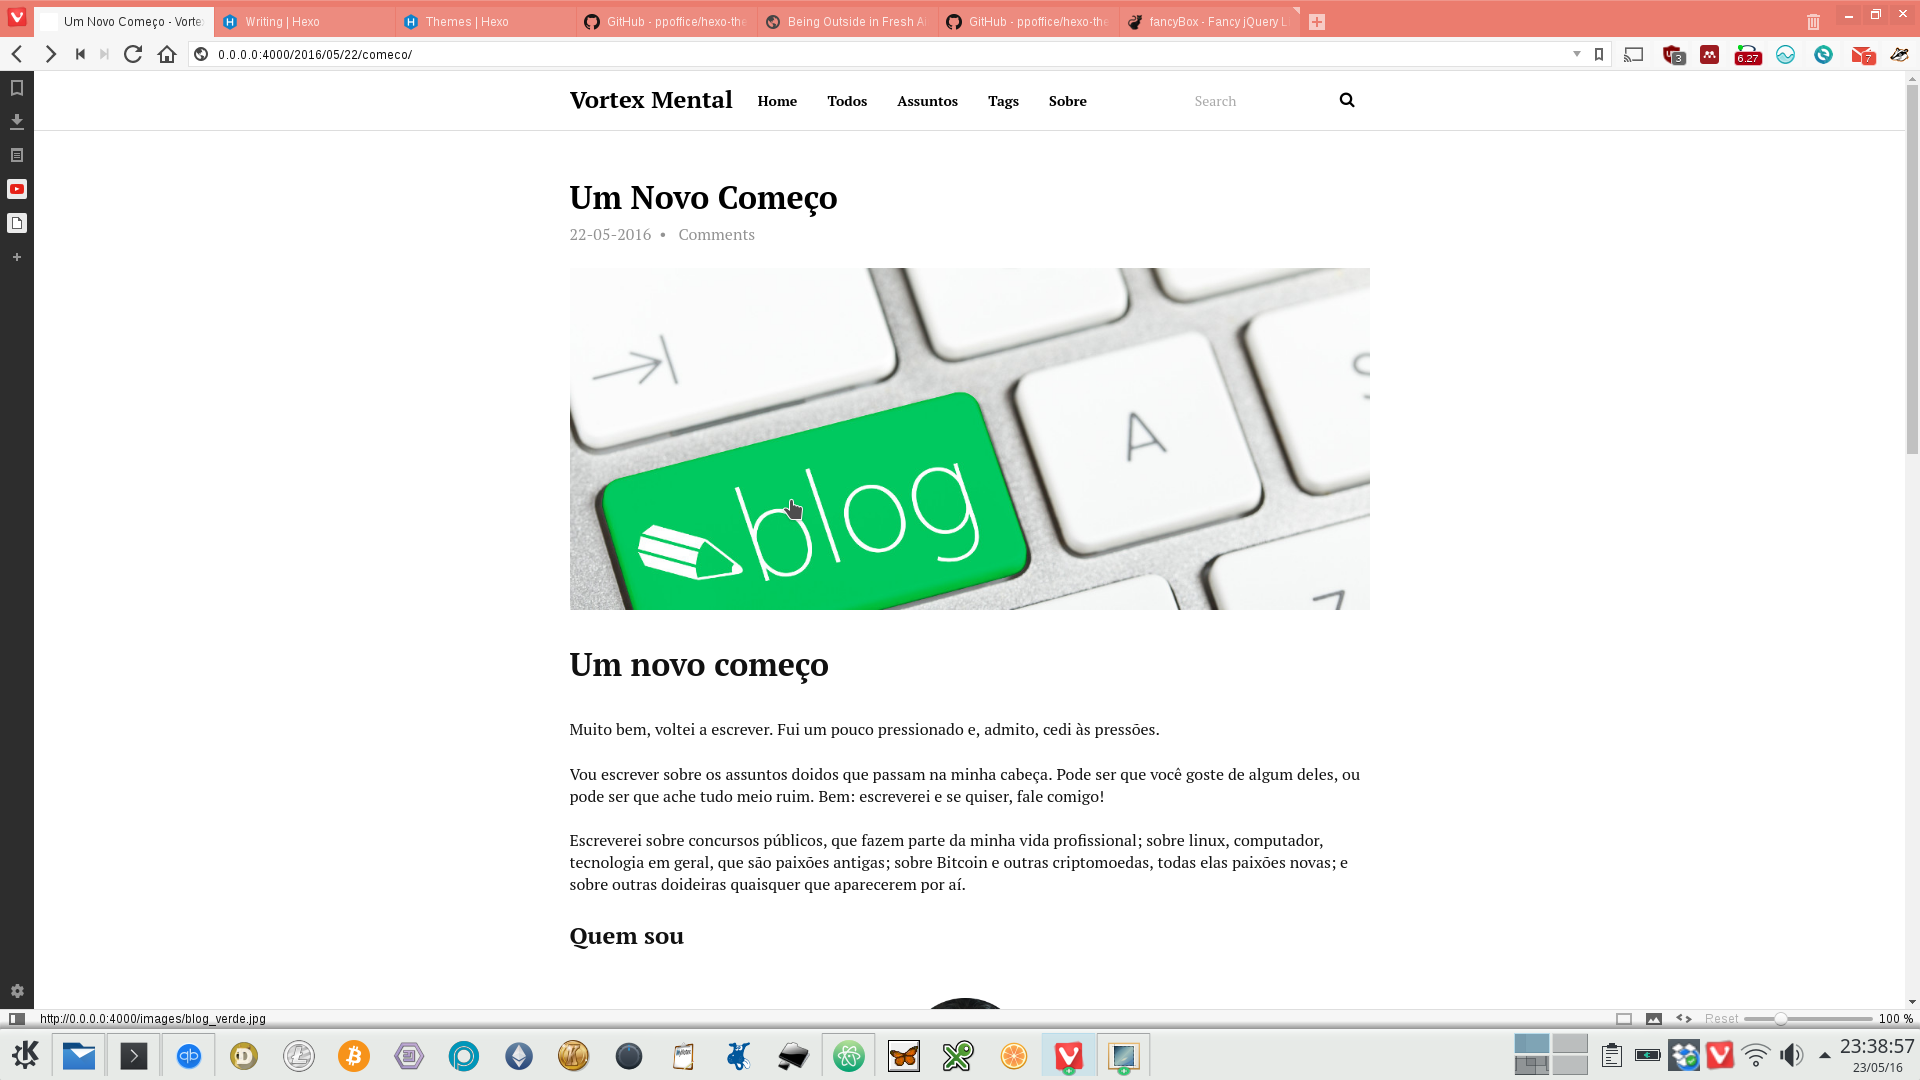 Um Novo Começo - Vorte
Writing | Hexo
Themes | Hexo
GitHub - ppoffice/hexo-the
Being Outside in Fresh Ai
GitHub - ppoffice/hexo-the
fancyBox - Fancy jQuery L
0.0.0.0:4000/2016/05/22/comeco/
3
6.27
7
Vortex Mental
Home
Todos
Assuntos
Tags
Sobre
Search
Um Novo Começo
22-05-2016 • Comments
A
S
blog
Z
Um novo começo
Muito bem, voltei a escrever. Fui um pouco pressionado e, admito, cedi às pressões.
Vou escrever sobre os assuntos doidos que passam na minha cabeça. Pode ser que você goste de algum deles, ou
pode ser que ache tudo meio ruim. Bem: escreverei e se quiser, fale comigo!
Escreverei sobre concursos públicos, que fazem parte da minha vida profissional; sobre linux, computador,
tecnologia em geral, que são paixões antigas; sobre Bitcoin e outras criptomoedas, todas elas paixões novas; e
sobre outras doideiras quaisquer que aparecerem por aí.
Quem sou
http://0.0.0.0:4000/images/blog_verde.jpg
Reset
100 %
qb
23:38:57
23/05/16